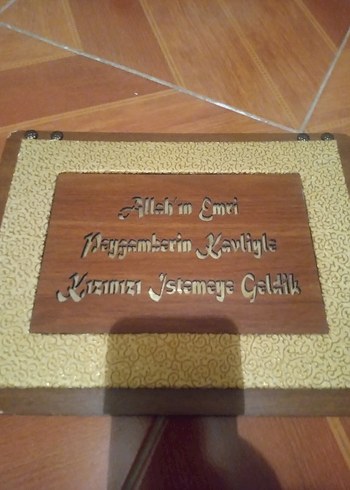 Allah'ın Emri
Peygamberin Kavliyle
Kızınızı İstemeye Geldik